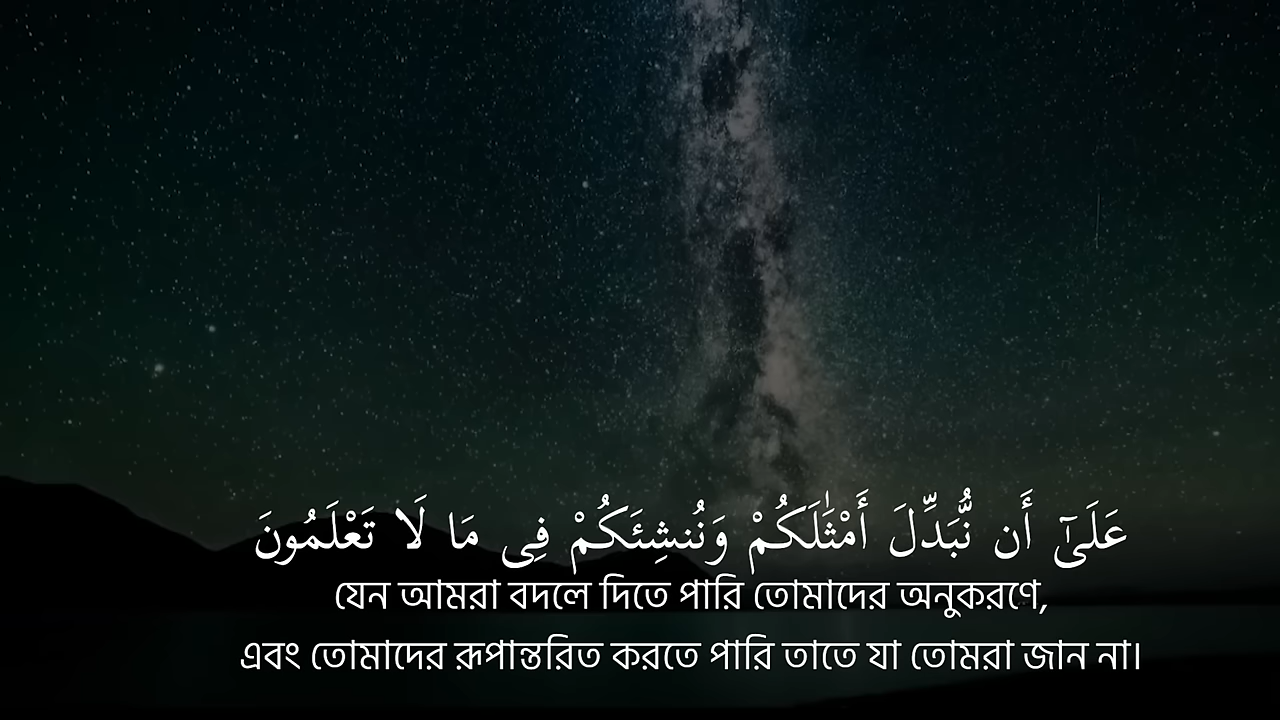 عَلَىٰٓ أَن نُّبَدِّلَ أَمْثَٰلَكُمْ وَنُنشِئَكُمْ فِى مَا لَا تَعْلَمُونَ
যেন আমরা বদলে দিতে পারি তোমাদের অনুকরণে,
এবং তোমাদের রূপান্তরিত করতে পারি তাতে যা তোমরা জান না।